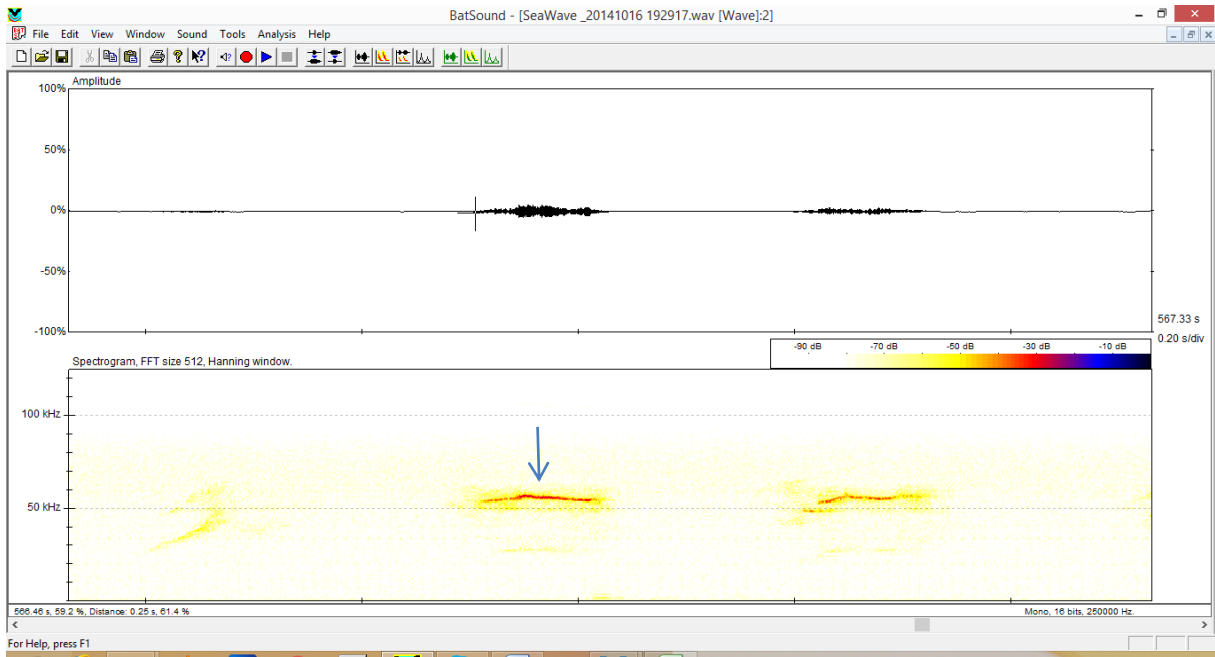 BatSound - [SeaWave _20141016 192917.wav [Wave]:2]
File Edit View Window Sound Tools Analysis Help
Amplitude
100%
50%
0%
-50%
-100%
567.33 s
0.20 s/div
-90 dB -70 dB -50 dB -30 dB -10 dB
Spectrogram, FFT size 512, Hanning window.
100 kHz
50 kHz
566.46 s, 59.2 %, Distance: 0.25 s, 61.4 %
Mono, 16 bits, 250000 Hz.
For Help, press F1